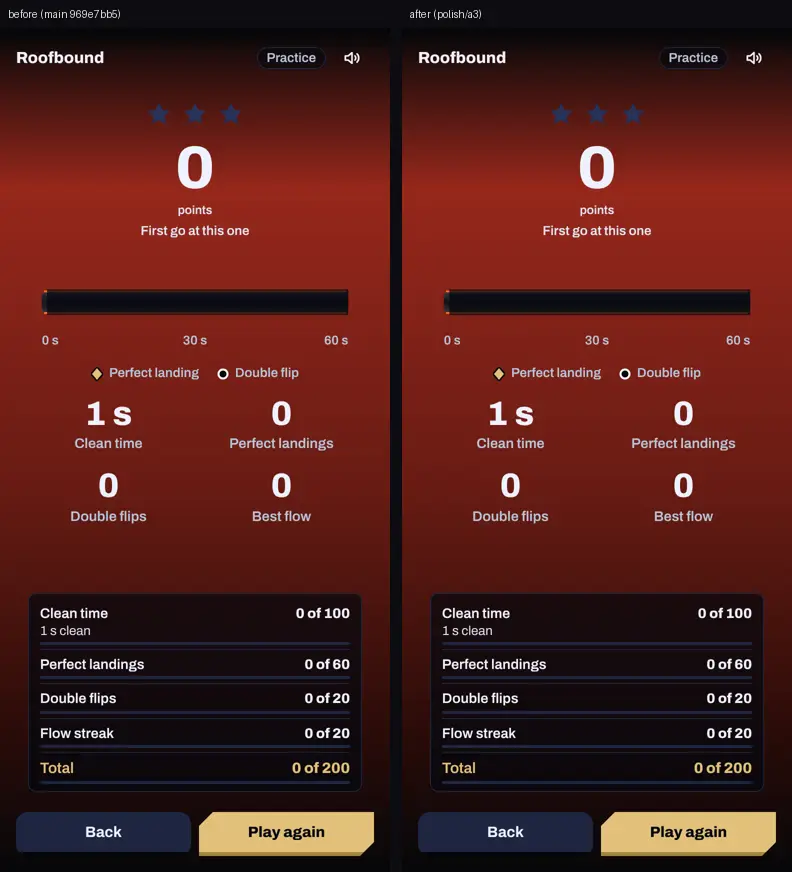 before (main 969e7bb5)
Roofbound
Practice
0
points
First go at this one
0 s 30 s 60 s
Perfect landing Double flip
1 s 0
Clean time Perfect landings
0 0
Double flips Best flow
Clean time 0 of 100
1 s clean
Perfect landings 0 of 60
Double flips 0 of 20
Flow streak 0 of 20
Total 0 of 200
Back Play again
after (polish/a3)
Roofbound
Practice
0
points
First go at this one
0 s 30 s 60 s
Perfect landing Double flip
1 s 0
Clean time Perfect landings
0 0
Double flips Best flow
Clean time 0 of 100
1 s clean
Perfect landings 0 of 60
Double flips 0 of 20
Flow streak 0 of 20
Total 0 of 200
Back Play again